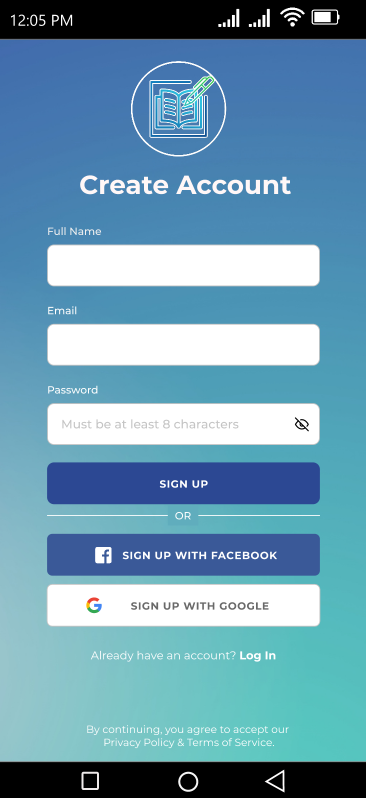 12:05 PM
Create Account
Full Name
Email
Password
Must be at least 8 characters
SIGN UP
OR
SIGN UP WITH FACEBOOK
SIGN UP WITH GOOGLE
Already have an account? Log In
By continuing, you agree to accept our
Privacy Policy & Terms of Service.